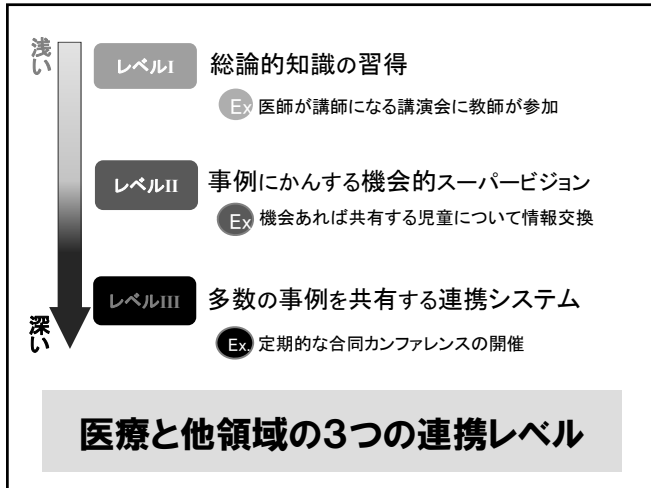 浅い
レベルI 総論的知識の習得
Ex 医師が講師になる講演会に教師が参加
レベルII 事例にかんする機会的スーパービジョン
Ex 機会あれば共有する児童について情報交換
レベルIII 多数の事例を共有する連携システム
深い
Ex. 定期的な合同カンファレンスの開催
医療と他領域の3つの連携レベル